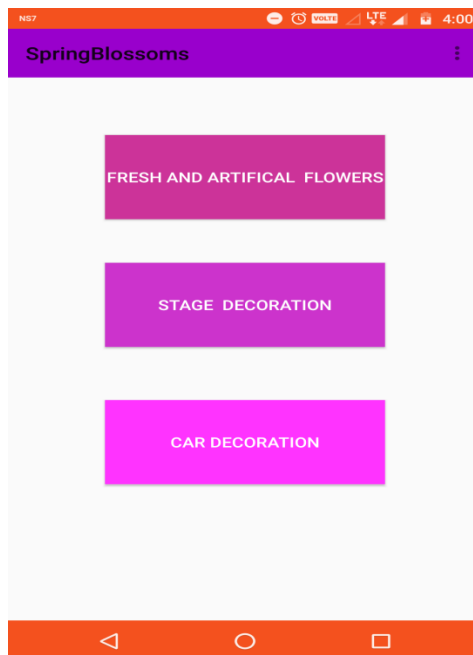 NS7 VOLTE LTE 4:00
SpringBlossoms
FRESH AND ARTIFICAL FLOWERS
STAGE DECORATION
CAR DECORATION